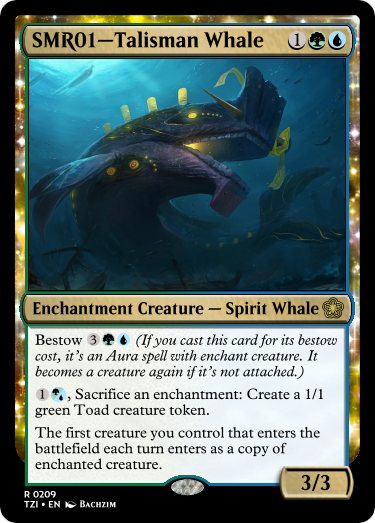 SMR01—Talisman Whale 1
Enchantment Creature — Spirit Whale
Bestow 3 (If you cast this card for its bestow
cost, it's an Aura spell with enchant creature. It
becomes a creature again if it's not attached.)
1, Sacrifice an enchantment: Create a 1/1
green Toad creature token.
The first creature you control that enters the
battlefield each turn enters as a copy of
enchanted creature.
3/3
R 0209
TZI • EN Bachzim